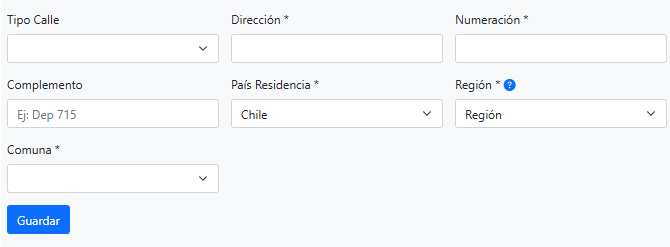 Tipo Calle
Dirección *
Numeración *
Complemento
País Residencia *
Región * ?
Ej: Dep 715
Chile
Región
Comuna *
Guardar